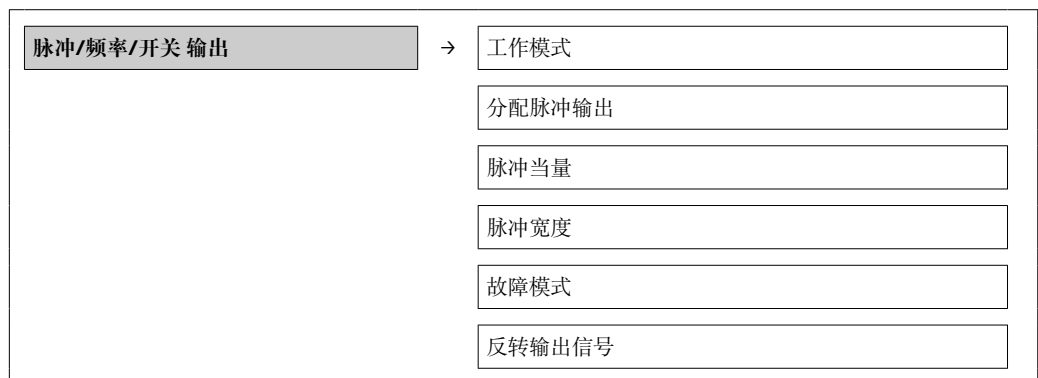 脉冲/频率/开关 输出 → 工作模式
分配脉冲输出
脉冲当量
脉冲宽度
故障模式
反转输出信号